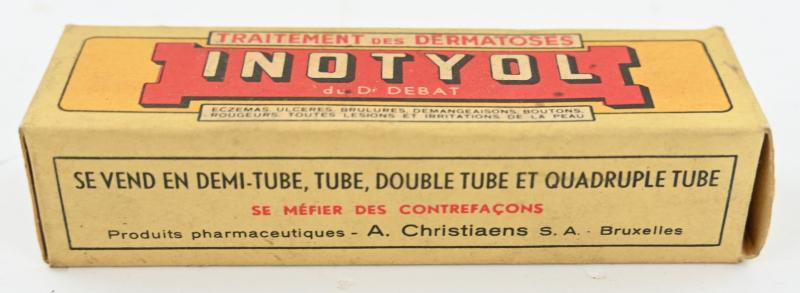 TRAITEMENT DES DERMATOSES
INOTYOL
du Dr DEBAT
ECZEMAS, ULCERES, BRULURES, DEMANGEAISONS, BOUTONS,
ROUGEURS, TOUTES LESIONS ET IRRITATIONS DE LA PEAU
SE VEND EN DEMI-TUBE, TUBE, DOUBLE TUBE ET QUADRUPLE TUBE
SE MÉFIER DES CONTREFAÇONS
Produits pharmaceutiques - A. Christiaens S. A. - Bruxelles